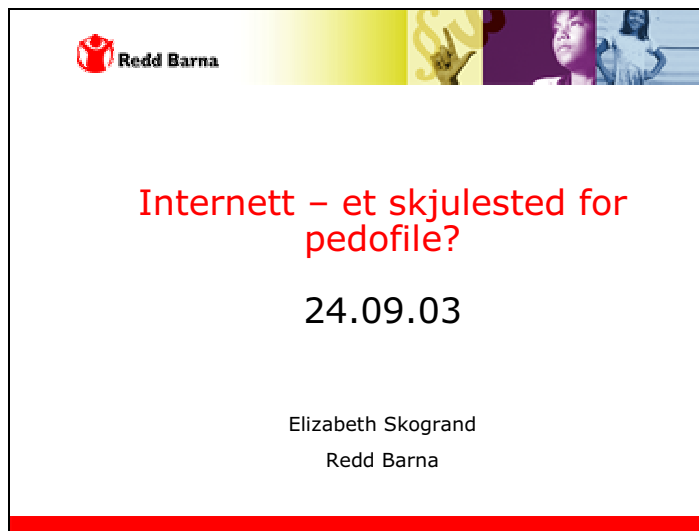 Redd Barna
Internett – et skjulested for
pedofile?
24.09.03
Elizabeth Skogrand
Redd Barna